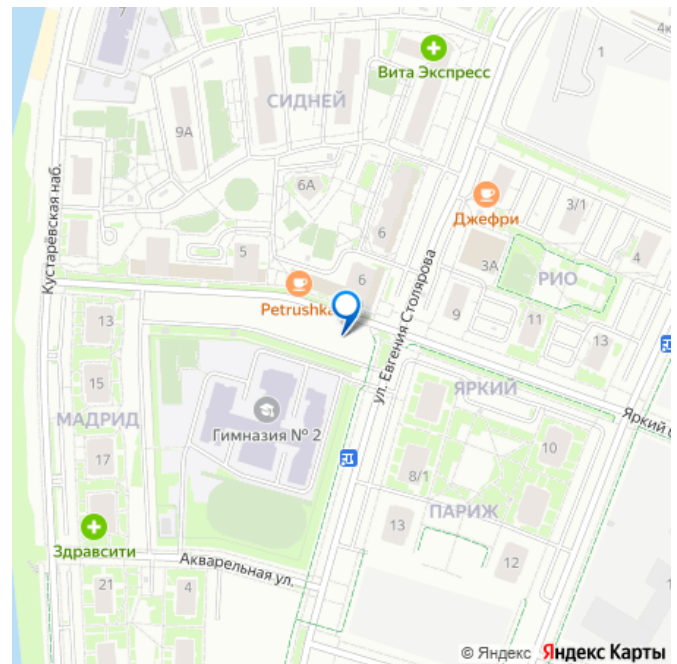 7
1
4к
Вита Экспресс
СИДНЕЙ
9А
6А
Джефри
3/1
Кустарёвская наб.
6
ул. Евгения Столярова
5
3А
РИО
4
6
Petrushka
13
9
11
13
15
ЯРКИЙ
Яркий
МАДРИД
Гимназия № 2
17
8/1
10
ПАРИЖ
13
Здравсити
12
Акварельная ул.
21
4
1
© Яндекс Яндекс Карты